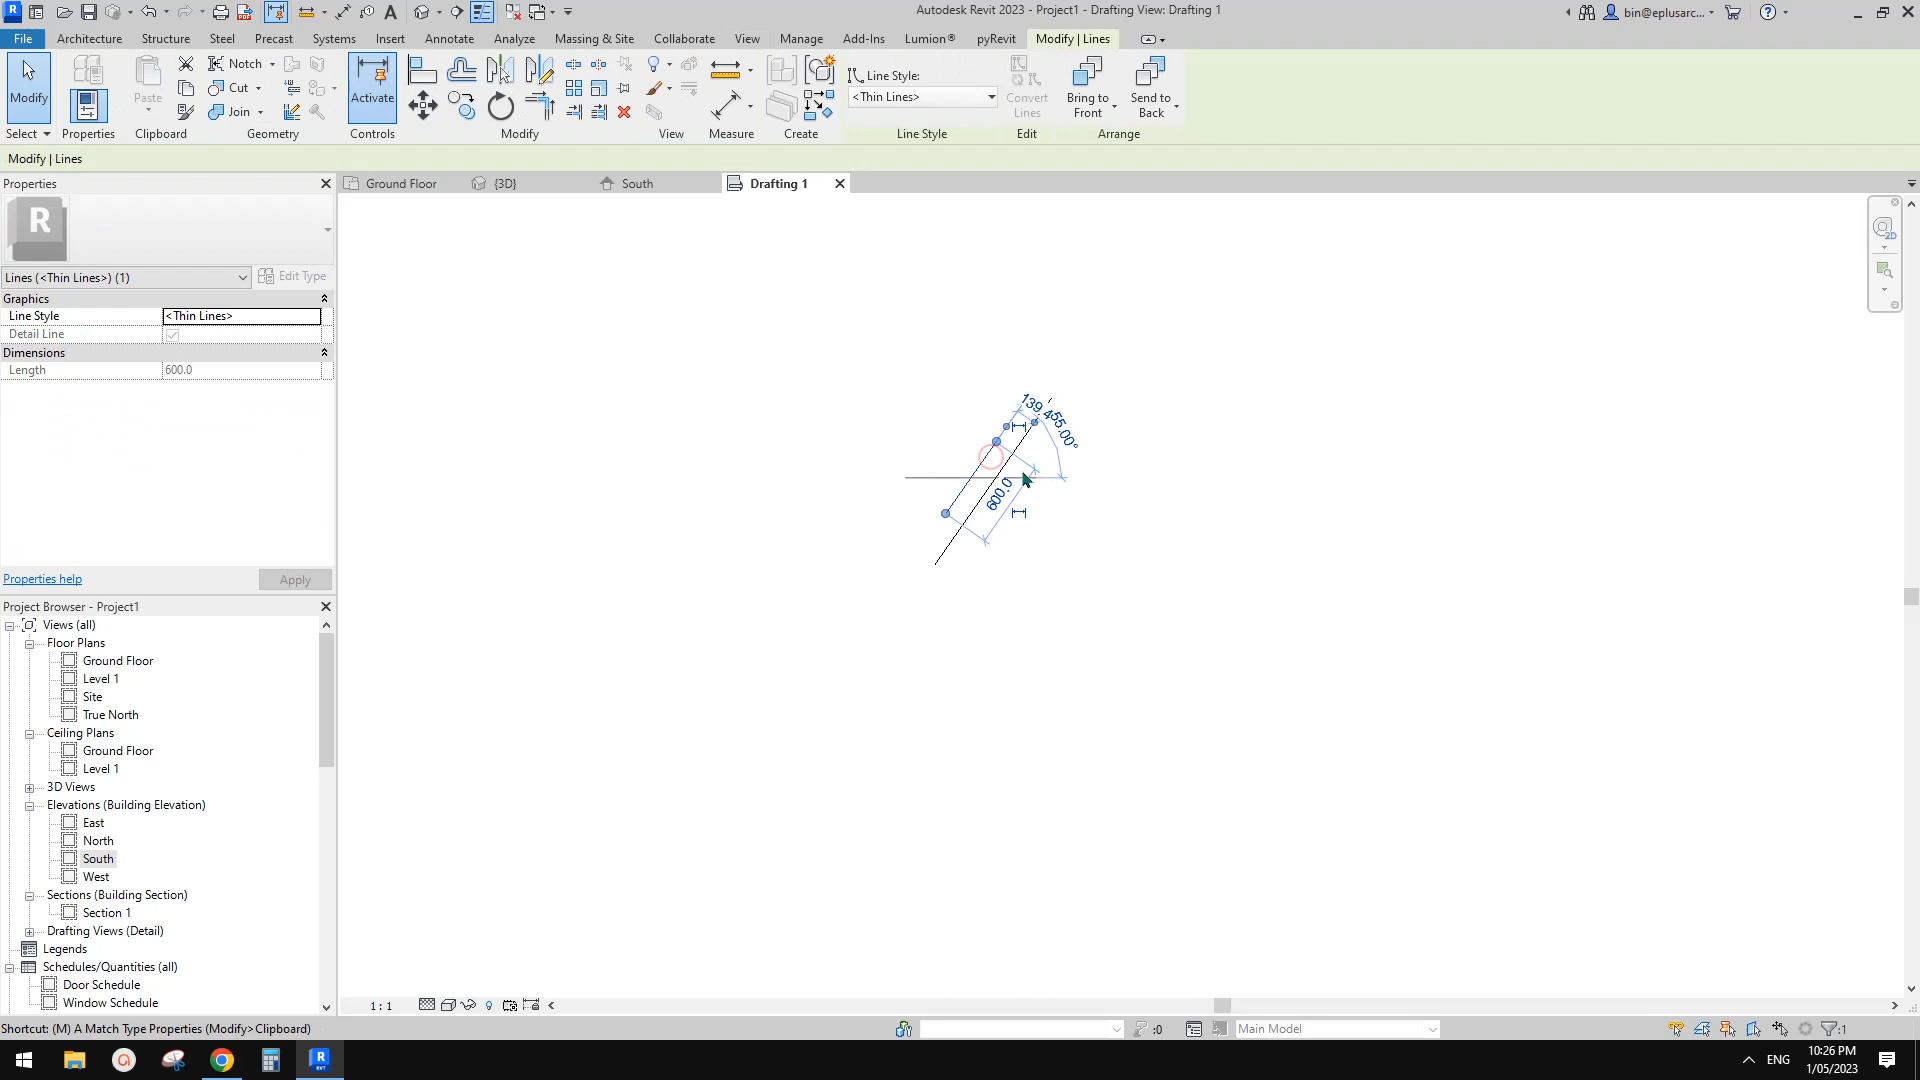 Autodesk Revit 2023 - Project1 - Drafting View: Drafting 1
bin@eplusarc...
File Architecture Structure Steel Precast Systems Insert Annotate Analyze Massing & Site Collaborate View Manage Add-Ins Lumion® pyRevit Modify | Lines
Modify
Paste
Notch
Cut
Join
Activate
Line Style:
<Thin Lines>
Convert Lines
Bring to Front
Send to Back
Select Properties Clipboard Geometry Controls Modify View Measure Create Line Style Edit Arrange
Modify | Lines
Properties
Ground Floor {3D} South Drafting 1
R
Lines (<Thin Lines>) (1) Edit Type
Graphics
Line Style <Thin Lines>
Detail Line
Dimensions
Length 600.0
139.4
55.00°
600.0
2D
Properties help Apply
Project Browser - Project1
Views (all)
Floor Plans
Ground Floor
Level 1
Site
True North
Ceiling Plans
Ground Floor
Level 1
3D Views
Elevations (Building Elevation)
East
North
South
West
Sections (Building Section)
Section 1
Drafting Views (Detail)
Legends
Schedules/Quantities (all)
Door Schedule
Window Schedule
1 : 1
Shortcut: (M) A Match Type Properties (Modify>Clipboard)
:0
Main Model
:1
ENG
10:26 PM
1/05/2023